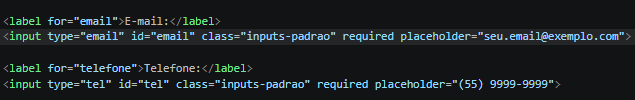 <label for="email">E-mail:</label>
<input type="email" id="email" class="inputs-padrao" required placeholder="seu.email@exemplo.com">
<label for="telefone">Telefone:</label>
<input type="tel" id="tel" class="inputs-padrao" required placeholder="(55) 9999-9999">